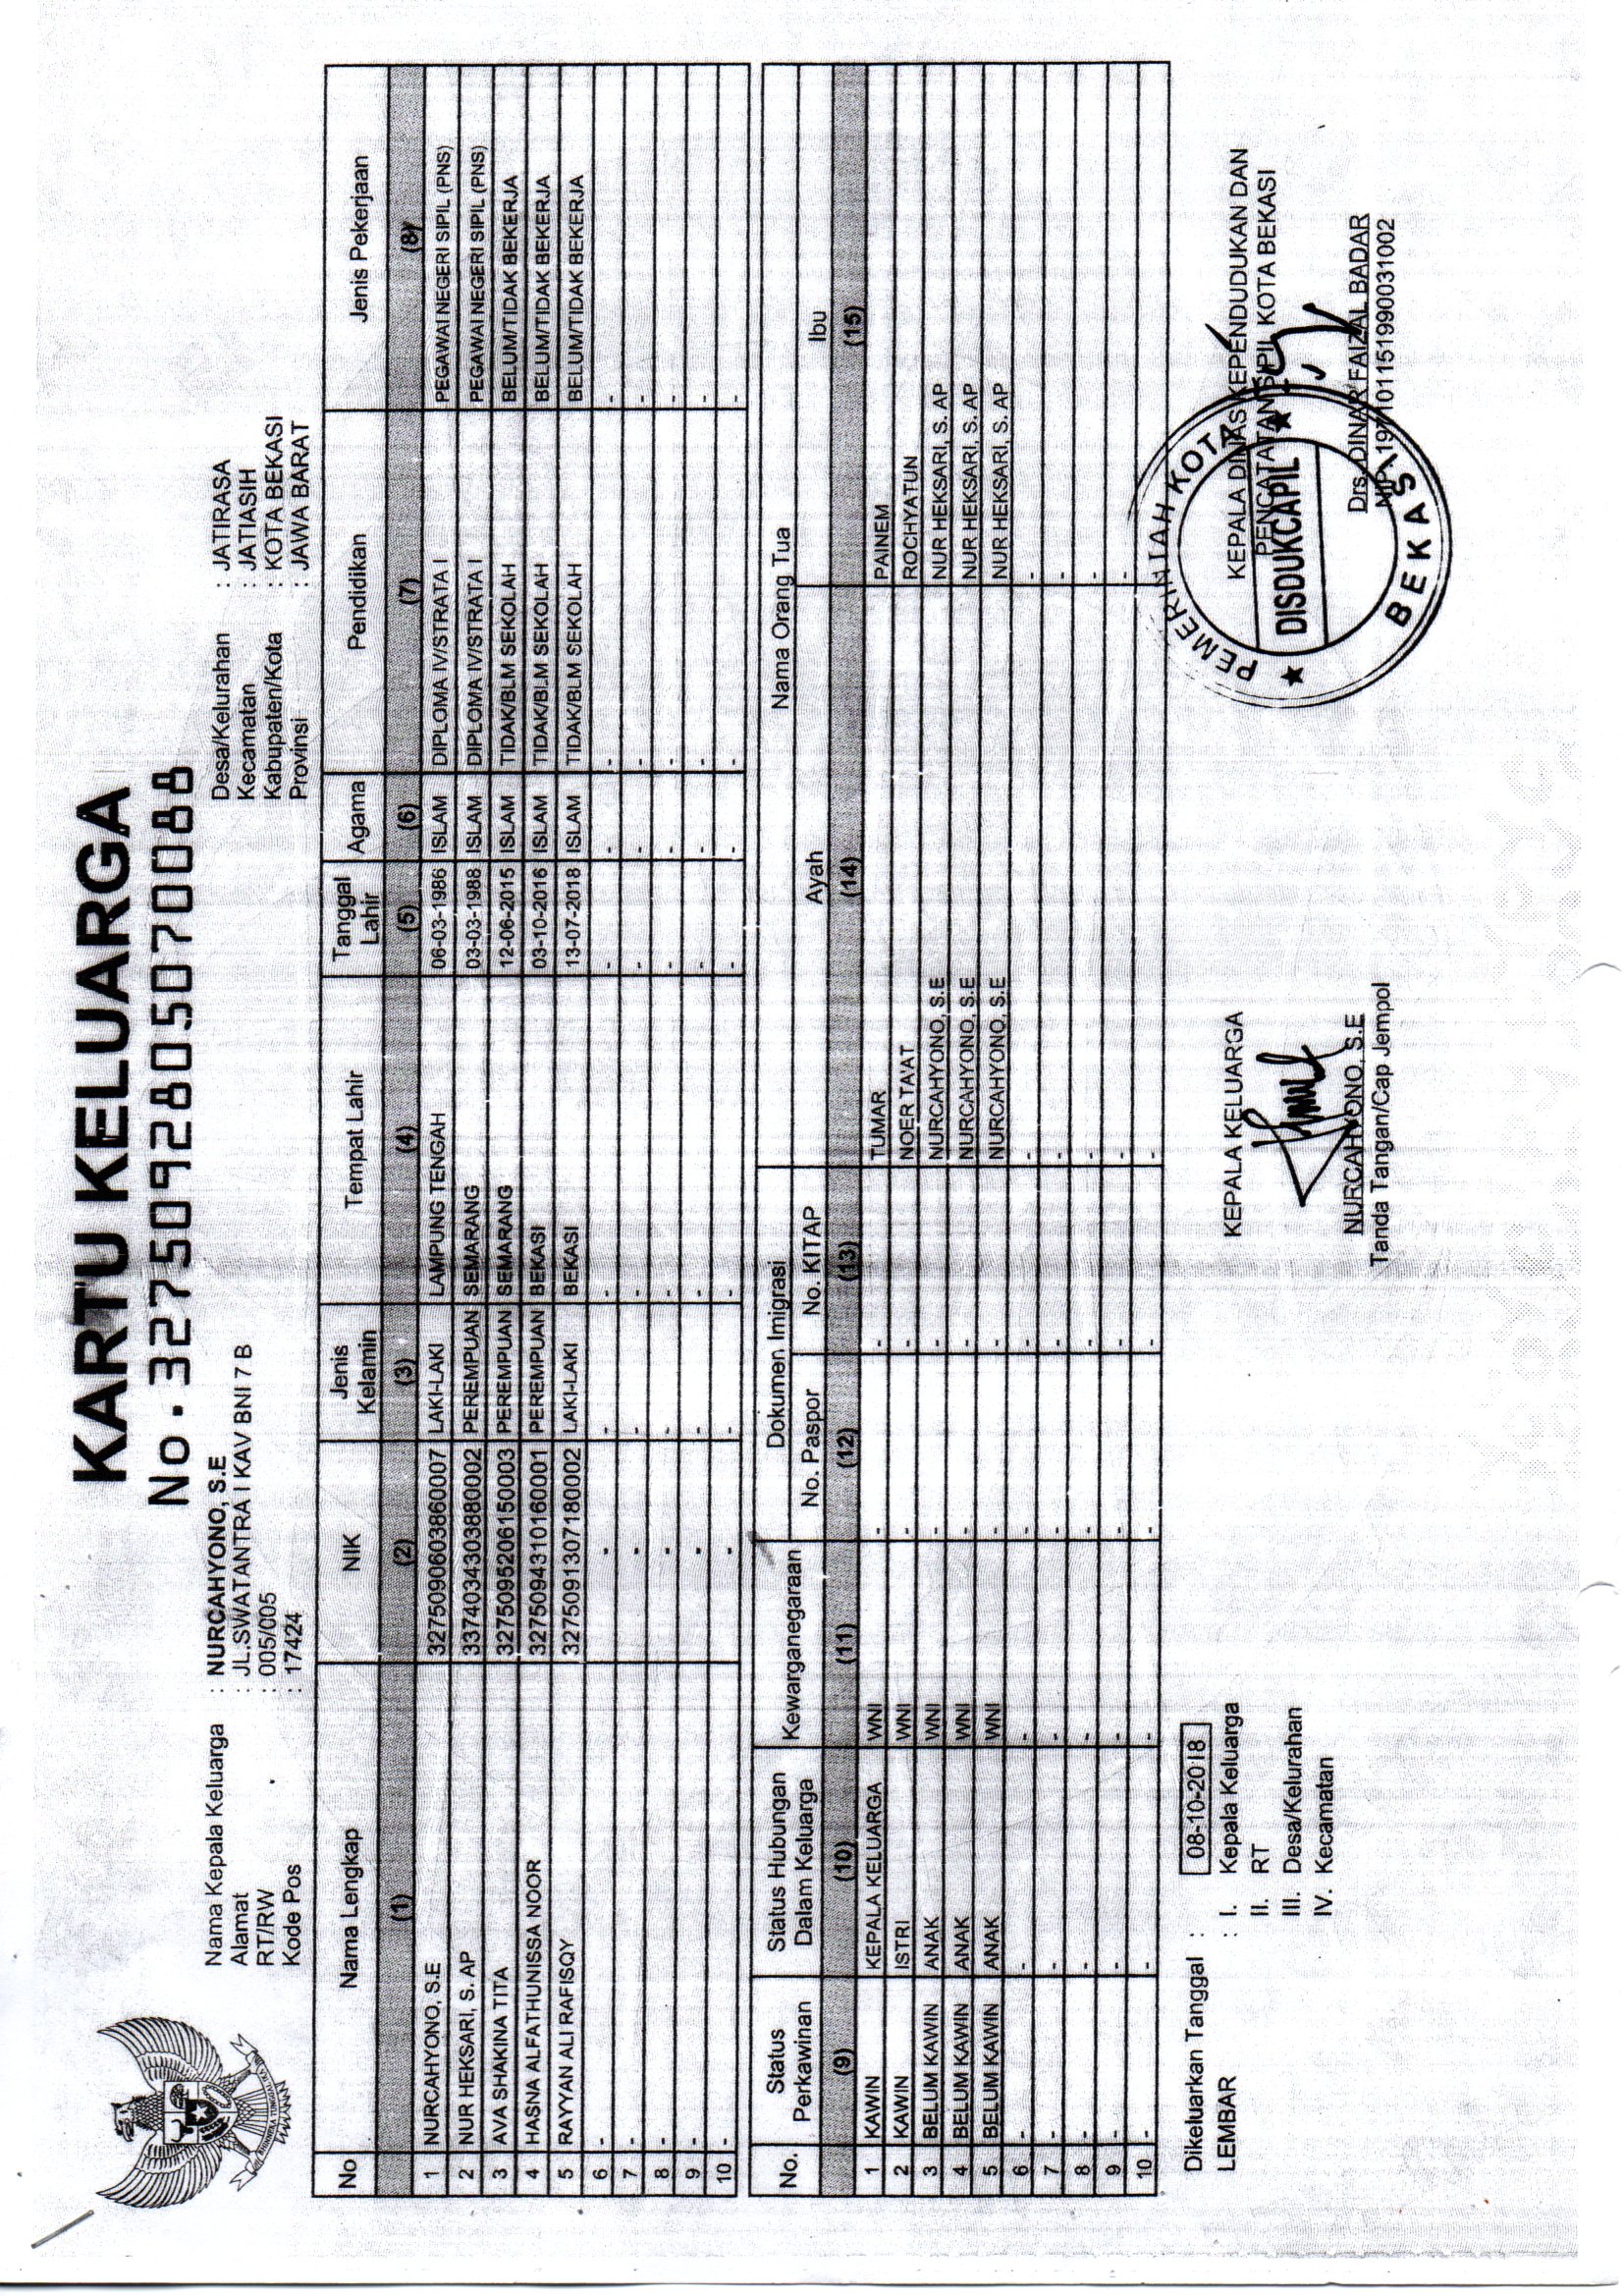 KARTU KELUARGA
No. 3275092805070088
Nama Kepala Keluarga : NURCAHYONO, S.E
Alamat : JL.SWATANTRA I KAV BNI 7 B
RT/RW : 005/005
Kode Pos : 17424
Desa/Kelurahan : JATIRASA
Kecamatan : JATIASIH
Kabupaten/Kota : KOTA BEKASI
Provinsi : JAWA BARAT
No Nama Lengkap NIK Jenis Kelamin Tempat Lahir Tanggal Lahir Agama Pendidikan Jenis Pekerjaan
(1) (2) (3) (4) (5) (6) (7) (8)
1 NURCAHYONO, S.E 3275090603860007 LAKI-LAKI LAMPUNG TENGAH 06-03-1986 ISLAM DIPLOMA IV/STRATA I PEGAWAI NEGERI SIPIL (PNS)
2 NUR HEKSARI, S. AP 3374034303880002 PEREMPUAN SEMARANG 03-03-1988 ISLAM DIPLOMA IV/STRATA I PEGAWAI NEGERI SIPIL (PNS)
3 AVA SHAKINA TITA 3275095206150003 PEREMPUAN SEMARANG 12-06-2015 ISLAM TIDAK/BLM SEKOLAH BELUM/TIDAK BEKERJA
4 HASNA ALFATHUNISSA NOOR 3275094310160001 PEREMPUAN BEKASI 03-10-2016 ISLAM TIDAK/BLM SEKOLAH BELUM/TIDAK BEKERJA
5 RAYYAN ALI RAFISQY 3275091307180002 LAKI-LAKI BEKASI 13-07-2018 ISLAM TIDAK/BLM SEKOLAH BELUM/TIDAK BEKERJA
6 - - - - - - - -
7 - - - - - - - -
8 - - - - - - - -
9 - - - - - - - -
10 - - - - - - - -
No. Status Perkawinan Status Hubungan Dalam Keluarga Kewarganegaraan Dokumen Imigrasi Nama Orang Tua
No. Paspor No. KITAP Ayah Ibu
(9) (10) (11) (12) (13) (14) (15)
1 KAWIN KEPALA KELUARGA WNI - - TUMAR PAINEM
2 KAWIN ISTRI WNI - - NOER TA'AT ROCHYATUN
3 BELUM KAWIN ANAK WNI - - NURCAHYONO, S.E NUR HEKSARI, S. AP
4 BELUM KAWIN ANAK WNI - - NURCAHYONO, S.E NUR HEKSARI, S. AP
5 BELUM KAWIN ANAK WNI - - NURCAHYONO, S.E NUR HEKSARI, S. AP
6 - - - - - - -
7 - - - - - - -
8 - - - - - - -
9 - - - - - - -
10 - - - - - - -
Dikeluarkan Tanggal : 08-10-2018
LEMBAR : I. Kepala Keluarga
II. RT
III. Desa/Kelurahan
IV. Kecamatan
KEPALA KELUARGA
NURCAHYONO, S.E
Tanda Tangan/Cap Jempol
KEPALA DINAS KEPENDUDUKAN DAN
PENCATATAN SIPIL KOTA BEKASI
PEMERINTAH KOTA
DISDUKCAPIL
BEKASI
Drs. DINAR FAIZAL BADAR
NIP. 197101151990031002